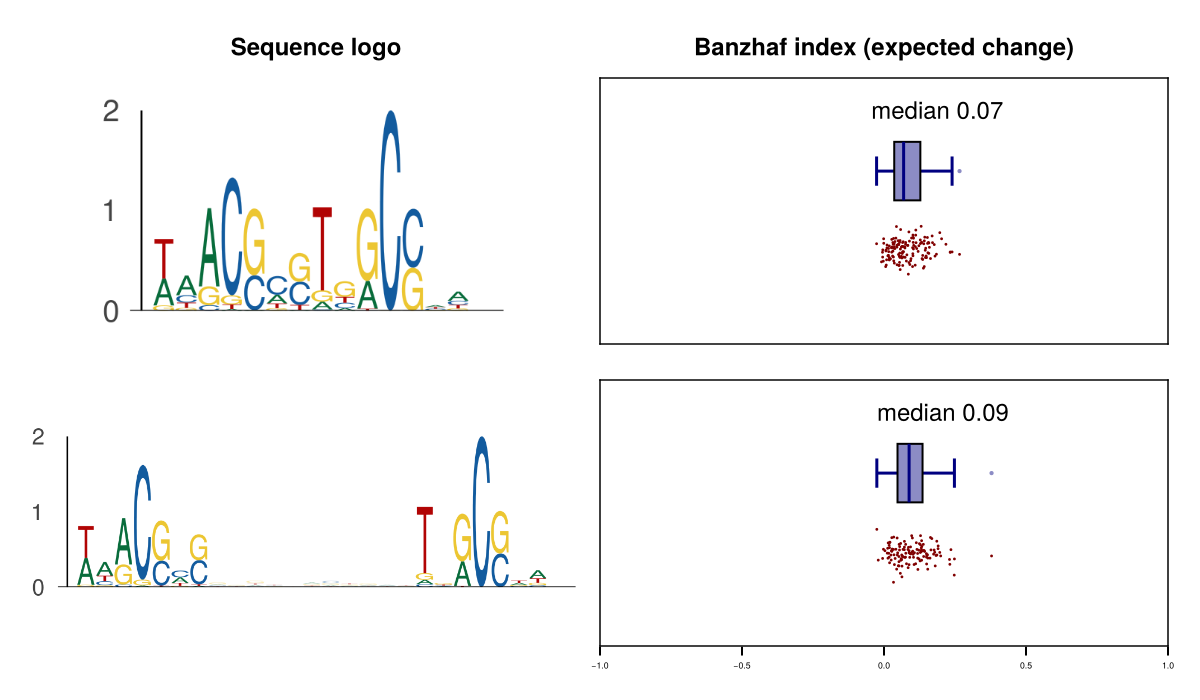 Sequence logo
Banzhaf index (expected change)
2
1
0
median 0.07
2
1
0
median 0.09
−1.0 −0.5 0.0 0.5 1.0